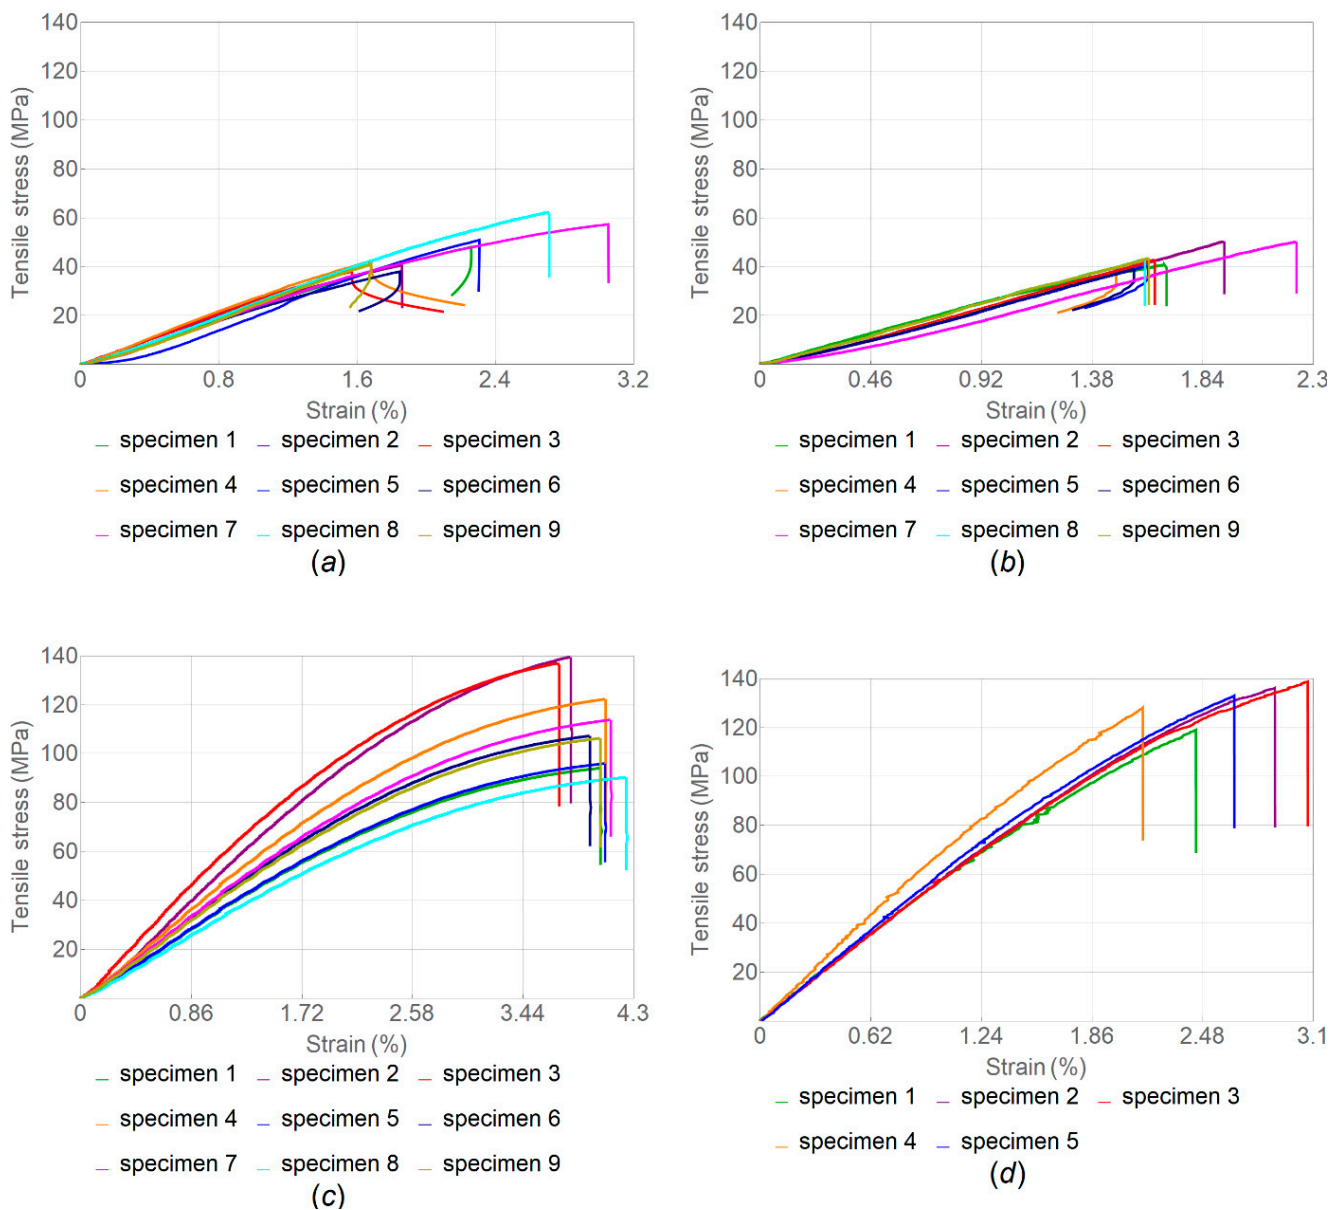 140
120
100
80
60
40
20
Tensile stress (MPa)
0 0.8 1.6 2.4 3.2
Strain (%)
specimen 1 specimen 2 specimen 3
specimen 4 specimen 5 specimen 6
specimen 7 specimen 8 specimen 9
(a)
140
120
100
80
60
40
20
Tensile stress (MPa)
0 0.46 0.92 1.38 1.84 2.3
Strain (%)
specimen 1 specimen 2 specimen 3
specimen 4 specimen 5 specimen 6
specimen 7 specimen 8 specimen 9
(b)
140
120
100
80
60
40
20
Tensile stress (MPa)
0 0.86 1.72 2.58 3.44 4.3
Strain (%)
specimen 1 specimen 2 specimen 3
specimen 4 specimen 5 specimen 6
specimen 7 specimen 8 specimen 9
(c)
140
120
100
80
60
40
20
Tensile stress (MPa)
0 0.62 1.24 1.86 2.48 3.1
Strain (%)
specimen 1 specimen 2 specimen 3
specimen 4 specimen 5
(d)